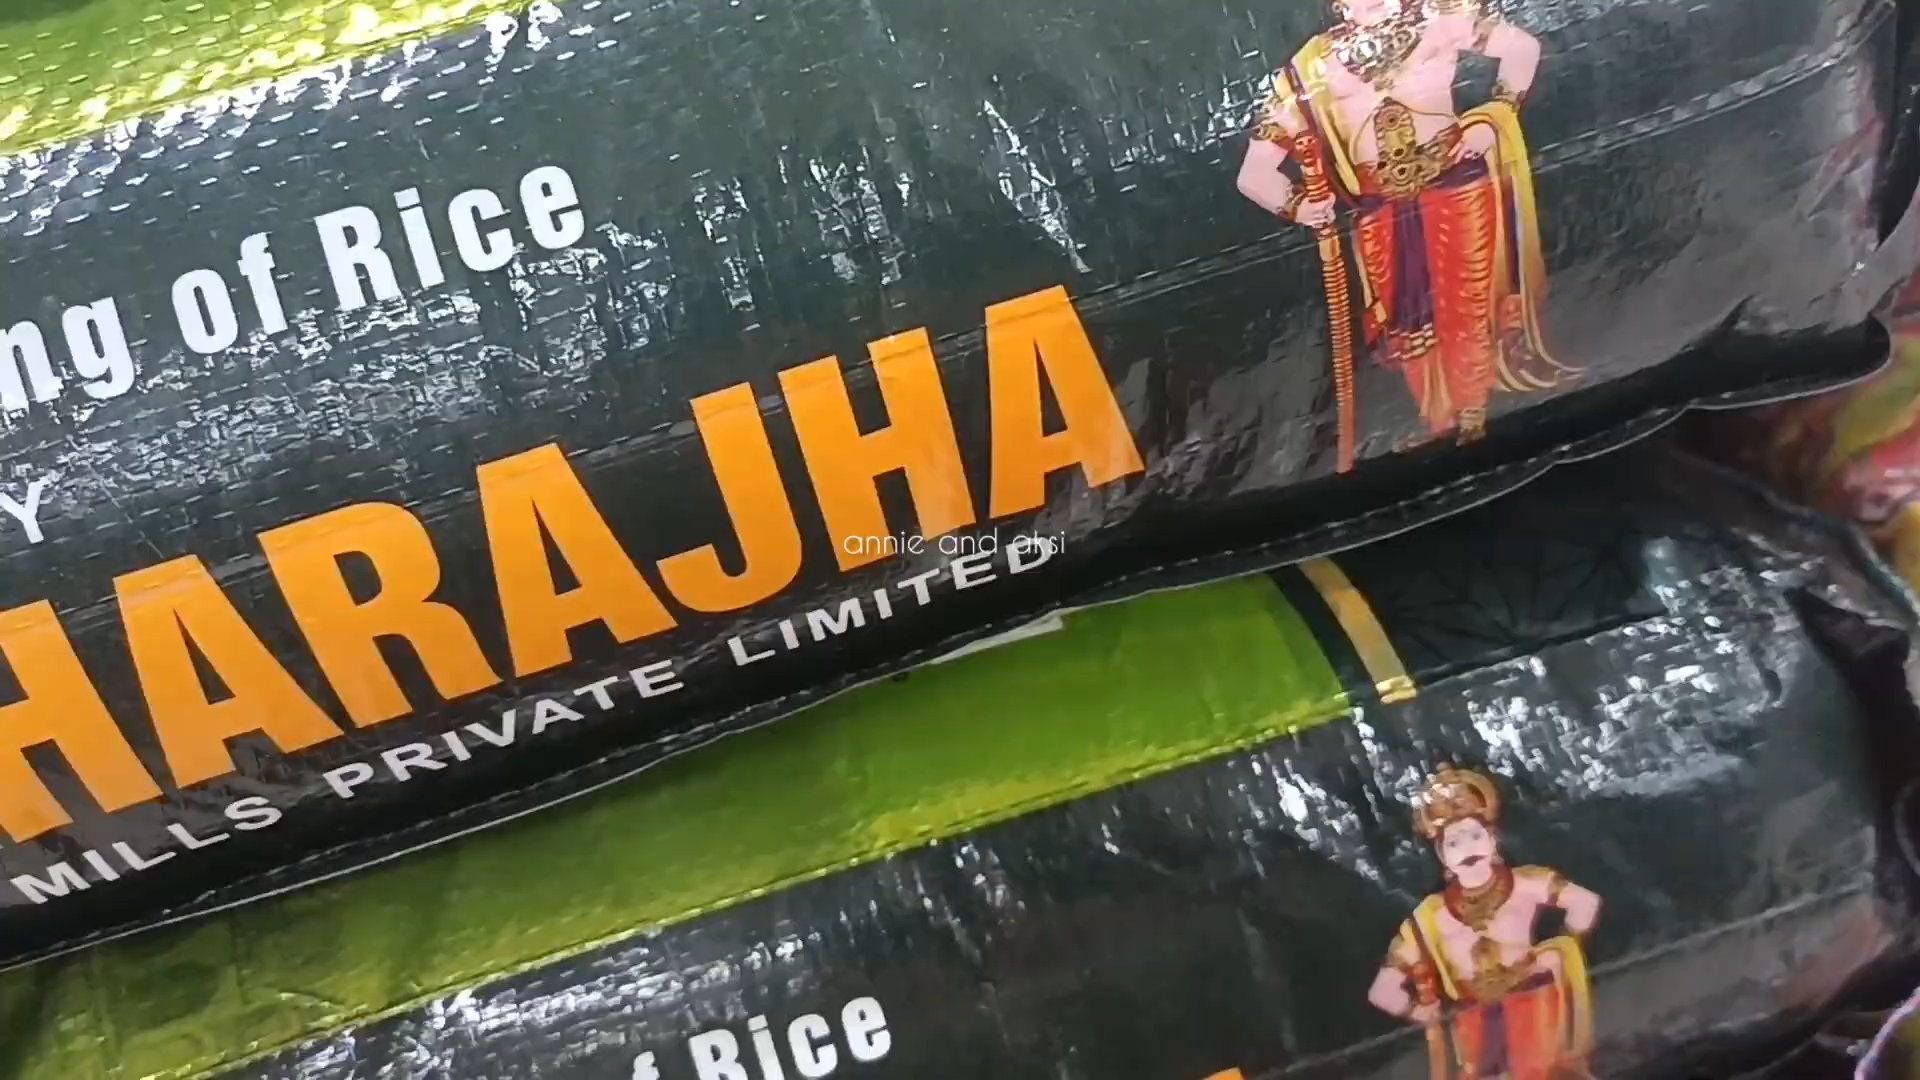 ng of Rice
Y
HARAJHA
MILLS PRIVATE LIMITED
annie and aksi
f Rice